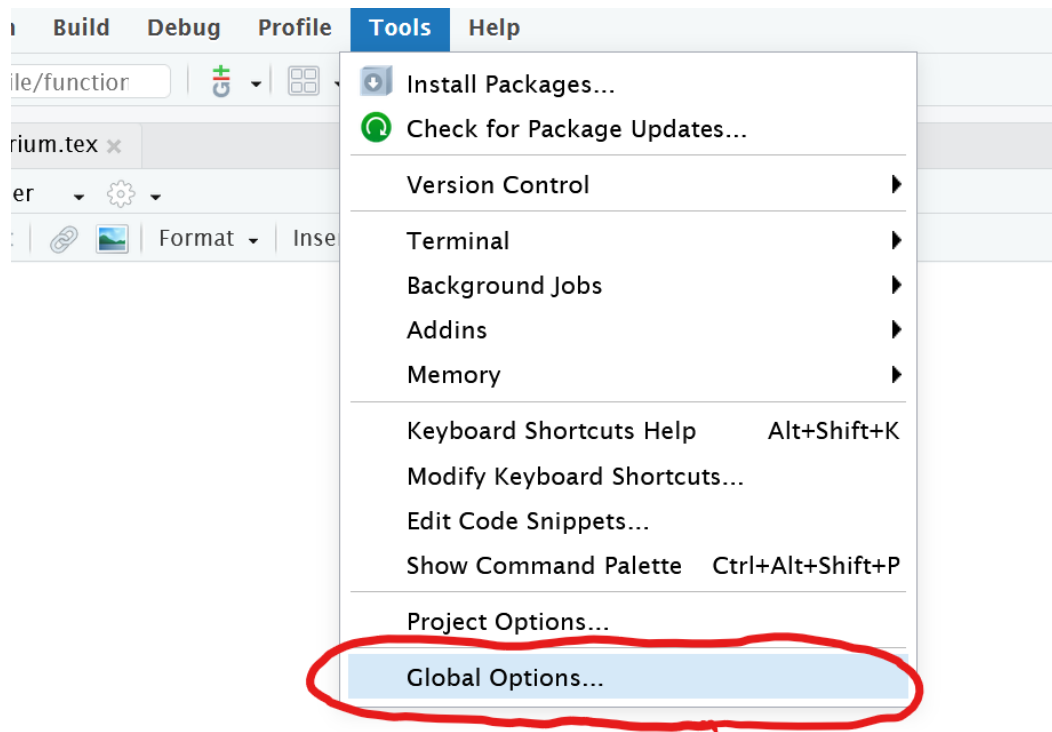 Build Debug Profile Tools Help
ile/function
Install Packages...
Check for Package Updates...
rium.tex
Version Control
er
Format Inse
Terminal
Background Jobs
Addins
Memory
Keyboard Shortcuts Help Alt+Shift+K
Modify Keyboard Shortcuts...
Edit Code Snippets...
Show Command Palette Ctrl+Alt+Shift+P
Project Options...
Global Options...